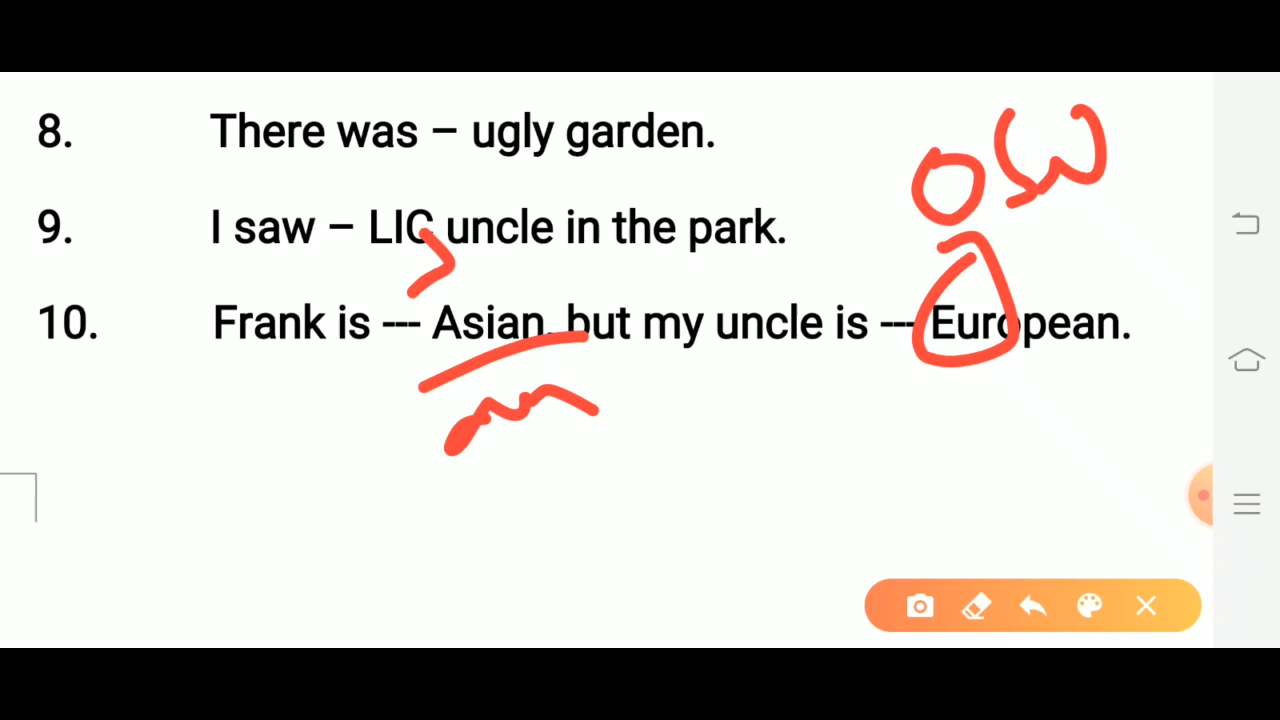 8. There was – ugly garden.
9. I saw – LIC uncle in the park.
10. Frank is --- Asian, but my uncle is --- European.
an